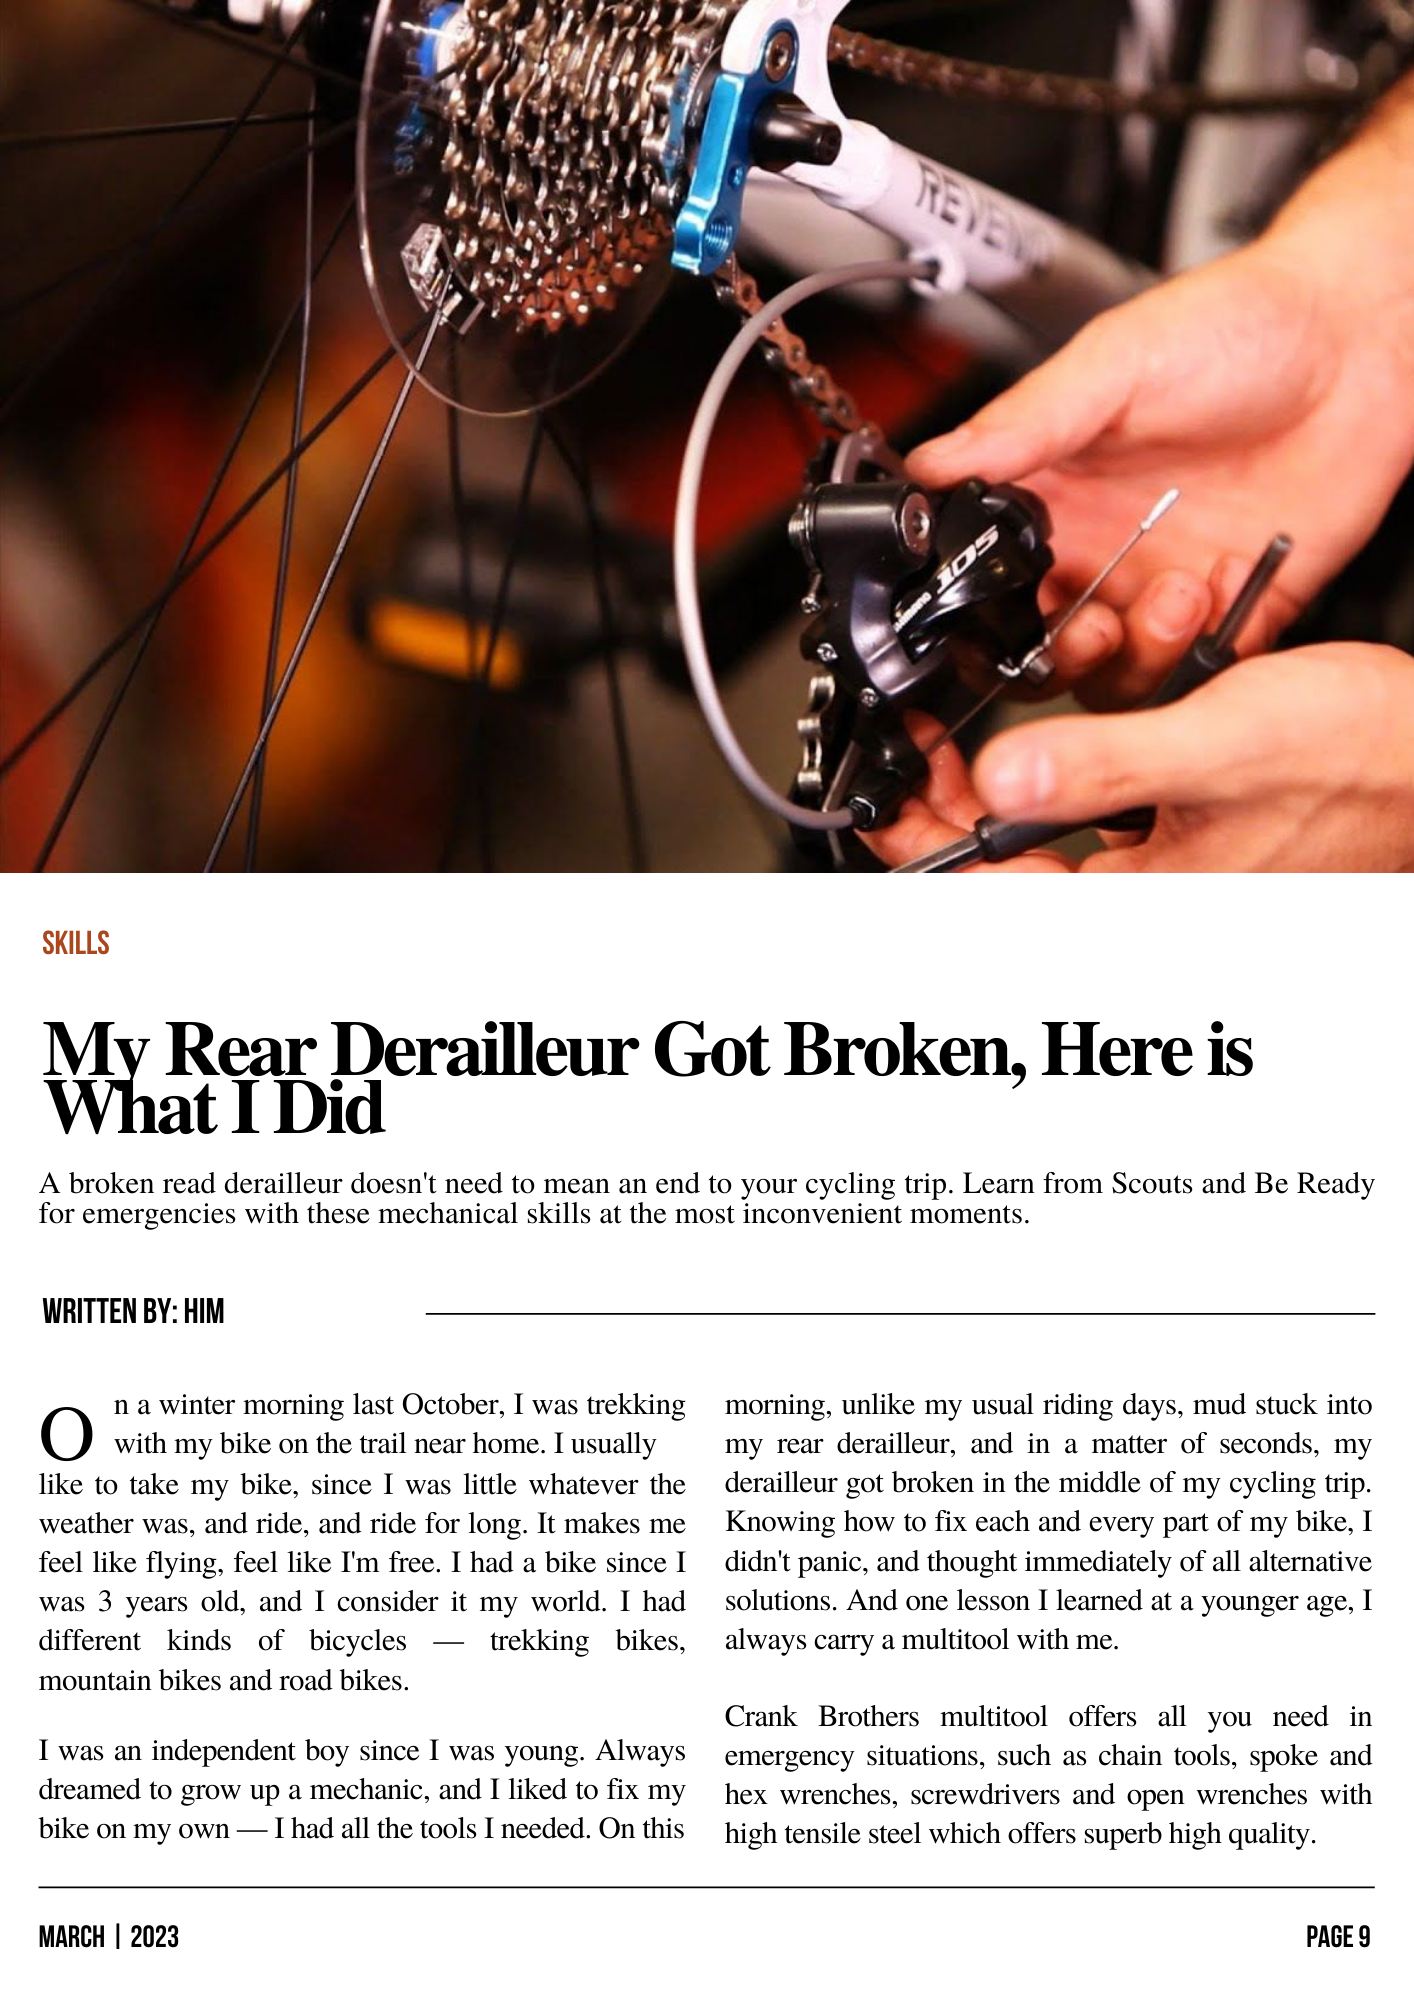 REVEN
SHIMANO 105
SKILLS
My Rear Derailleur Got Broken, Here is
What I Did
A broken read derailleur doesn't need to mean an end to your cycling trip. Learn from Scouts and Be Ready
for emergencies with these mechanical skills at the most inconvenient moments.
WRITTEN BY: HIM
On a winter morning last October, I was trekking
with my bike on the trail near home. I usually
like to take my bike, since I was little whatever the
weather was, and ride, and ride for long. It makes me
feel like flying, feel like I'm free. I had a bike since I
was 3 years old, and I consider it my world. I had
different kinds of bicycles — trekking bikes,
mountain bikes and road bikes.
I was an independent boy since I was young. Always
dreamed to grow up a mechanic, and I liked to fix my
bike on my own — I had all the tools I needed. On this
morning, unlike my usual riding days, mud stuck into
my rear derailleur, and in a matter of seconds, my
derailleur got broken in the middle of my cycling trip.
Knowing how to fix each and every part of my bike, I
didn't panic, and thought immediately of all alternative
solutions. And one lesson I learned at a younger age, I
always carry a multitool with me.
Crank Brothers multitool offers all you need in
emergency situations, such as chain tools, spoke and
hex wrenches, screwdrivers and open wrenches with
high tensile steel which offers superb high quality.
MARCH | 2023
PAGE 9